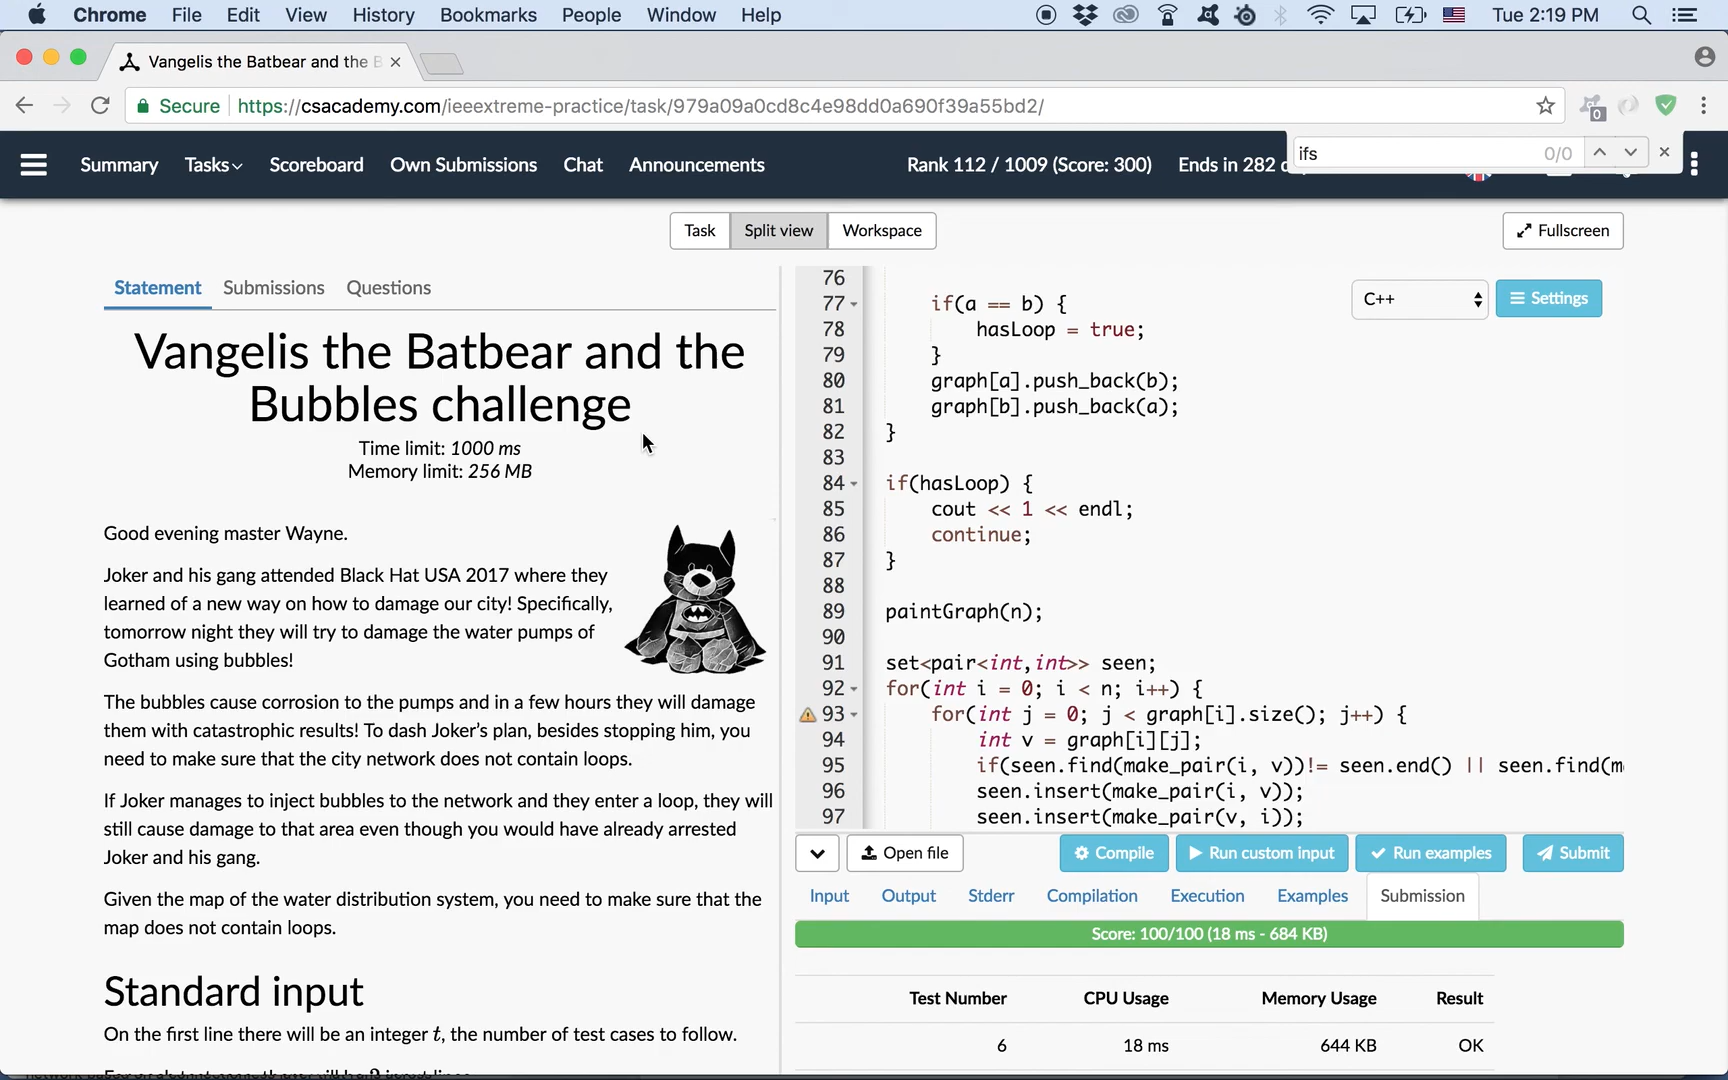 Chrome File Edit View History Bookmarks People Window Help Tue 2:19 PM
Vangelis the Batbear and the B
Secure https://csacademy.com/ieeextreme-practice/task/979a09a0cd8c4e98dd0a690f39a55bd2/ 0
ifs 0/0
Summary Tasks Scoreboard Own Submissions Chat Announcements Rank 112 / 1009 (Score: 300) Ends in 282 d
Task Split view Workspace Fullscreen
Statement Submissions Questions
Vangelis the Batbear and the
Bubbles challenge
Time limit: 1000 ms
Memory limit: 256 MB
Good evening master Wayne.
Joker and his gang attended Black Hat USA 2017 where they
learned of a new way on how to damage our city! Specifically,
tomorrow night they will try to damage the water pumps of
Gotham using bubbles!
The bubbles cause corrosion to the pumps and in a few hours they will damage
them with catastrophic results! To dash Joker’s plan, besides stopping him, you
need to make sure that the city network does not contain loops.
If Joker manages to inject bubbles to the network and they enter a loop, they will
still cause damage to that area even though you would have already arrested
Joker and his gang.
Given the map of the water distribution system, you need to make sure that the
map does not contain loops.
Standard input
On the first line there will be an integer t, the number of test cases to follow.
C++ Settings
76
77 if(a == b) {
78 hasLoop = true;
79 }
80 graph[a].push_back(b);
81 graph[b].push_back(a);
82 }
83
84 if(hasLoop) {
85 cout << 1 << endl;
86 continue;
87 }
88
89 paintGraph(n);
90
91 set<pair<int,int>> seen;
92 for(int i = 0; i < n; i++) {
93 for(int j = 0; j < graph[i].size(); j++) {
94 int v = graph[i][j];
95 if(seen.find(make_pair(i, v))!= seen.end() || seen.find(m
96 seen.insert(make_pair(i, v));
97 seen.insert(make_pair(v, i));
Open file Compile Run custom input Run examples Submit
Input Output Stderr Compilation Execution Examples Submission
Score: 100/100 (18 ms - 684 KB)
Test Number CPU Usage Memory Usage Result
6 18 ms 644 KB OK